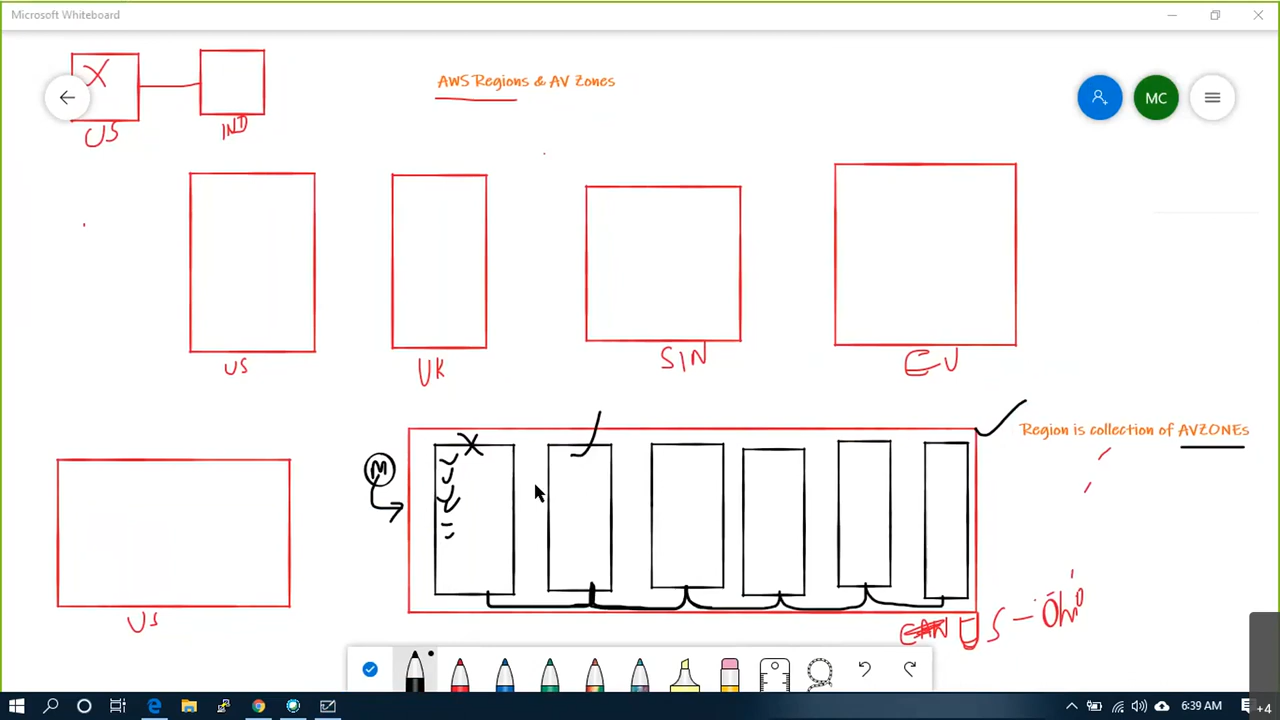 Microsoft Whiteboard
X
US
IND
AWS Regions & AV Zones
MC
US
UK
SIN
EU
Region is collection of AVZONEs
M
X
US
US - Ohio
6:39 AM
+4